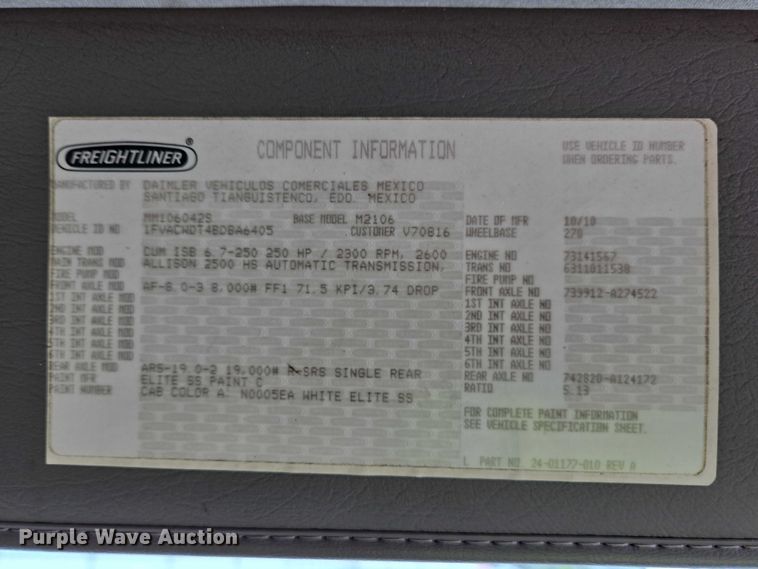 FREIGHTLINER
COMPONENT INFORMATION
USE VEHICLE ID NUMBER
WHEN ORDERING PARTS.
MANUFACTURED BY DAIMLER VEHICULOS COMERCIALES MEXICO
SANTIAGO TIANGUISTENCO, EDO. MEXICO
MODEL MM106042S BASE MODEL M2106 DATE OF MFR 10/10
VEHICLE ID NO 1FVACWDT4BDBA6405 CUSTOMER V70816 WHEELBASE 270
ENGINE MOD CUM ISB 6.7-250 250 HP / 2300 RPM, 2600 ENGINE NO 73141567
MAIN TRANS MOD ALLISON 2500 HS AUTOMATIC TRANSMISSION, TRANS NO 6311011538
FIRE PUMP MOD FIRE PUMP NO
FRONT AXLE MOD AF-8.0-3 8,000# FF1 71.5 KPI/3.74 DROP FRONT AXLE NO 739912-A274522
1ST INT AXLE MOD 1ST INT AXLE NO
2ND INT AXLE MOD 2ND INT AXLE NO
3RD INT AXLE MOD 3RD INT AXLE NO
4TH INT AXLE MOD 4TH INT AXLE NO
5TH INT AXLE MOD 5TH INT AXLE NO
6TH INT AXLE MOD 6TH INT AXLE NO
REAR AXLE MOD ARS-19.0-2 19,000# R-SRS SINGLE REAR REAR AXLE NO 742820-A124172
PAINT MFR ELITE SS PAINT C RATIO 5.13
PAINT NUMBER CAB COLOR A: N0005EA WHITE ELITE SS
FOR COMPLETE PAINT INFORMATION
SEE VEHICLE SPECIFICATION SHEET.
L PART NO 24-01177-010 REV A
Purple Wave Auction